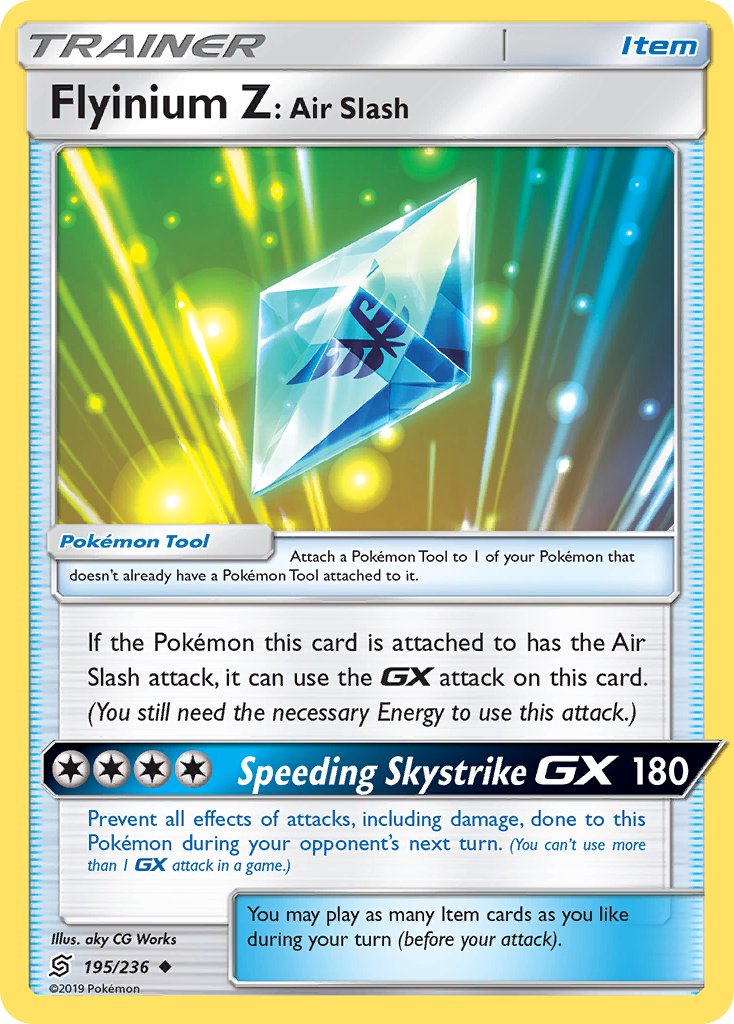 TRAINER Item
Flyinium Z: Air Slash
Pokémon Tool
Attach a Pokémon Tool to 1 of your Pokémon that
doesn't already have a Pokémon Tool attached to it.
If the Pokémon this card is attached to has the Air
Slash attack, it can use the GX attack on this card.
(You still need the necessary Energy to use this attack.)
Speeding Skystrike GX 180
Prevent all effects of attacks, including damage, done to this
Pokémon during your opponent's next turn. (You can't use more
than 1 GX attack in a game.)
You may play as many Item cards as you like
during your turn (before your attack).
Illus. aky CG Works
195/236
©2019 Pokémon